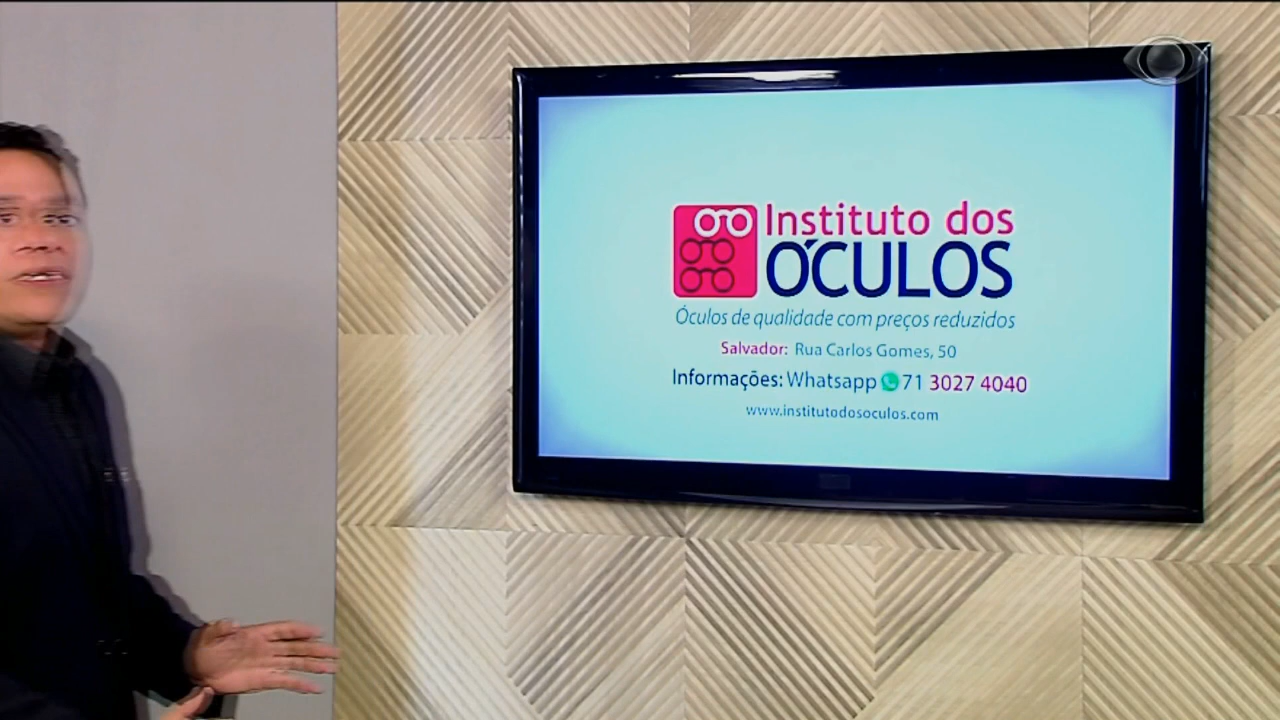 Instituto dos
ÓCULOS
Óculos de qualidade com preços reduzidos
Salvador: Rua Carlos Gomes, 50
Informações: Whatsapp 71 3027 4040
www.institutodosoculos.com